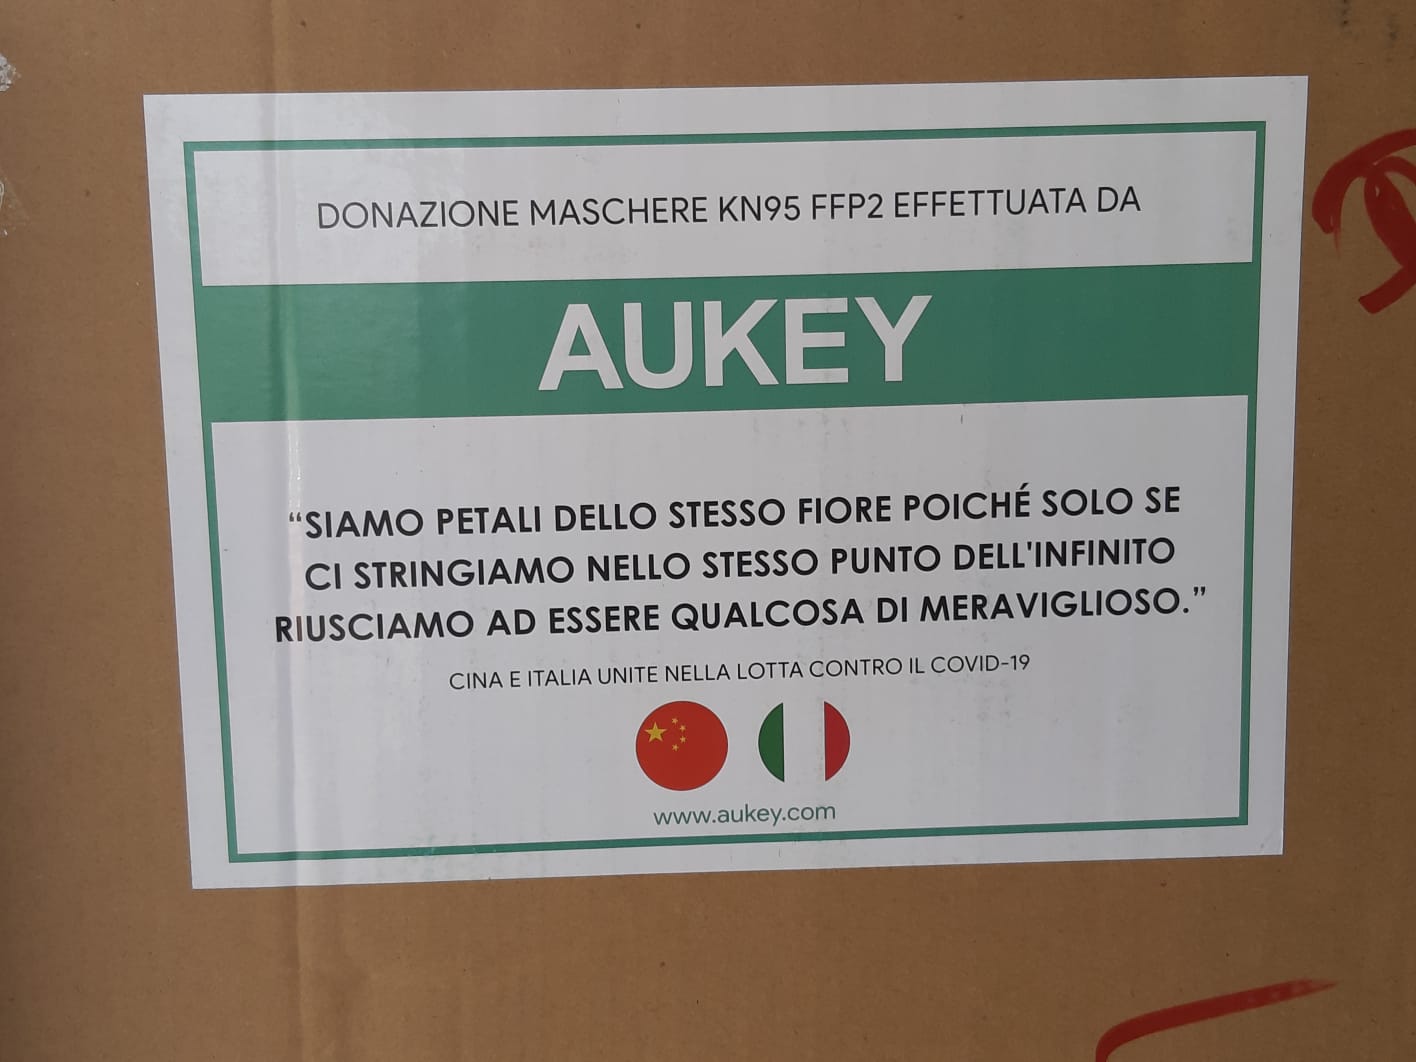 DONAZIONE MASCHERE KN95 FFP2 EFFETTUATA DA
AUKEY
“SIAMO PETALI DELLO STESSO FIORE POICHÉ SOLO SE
CI STRINGIAMO NELLO STESSO PUNTO DELL'INFINITO
RIUSCIAMO AD ESSERE QUALCOSA DI MERAVIGLIOSO.”
CINA E ITALIA UNITE NELLA LOTTA CONTRO IL COVID-19
www.aukey.com